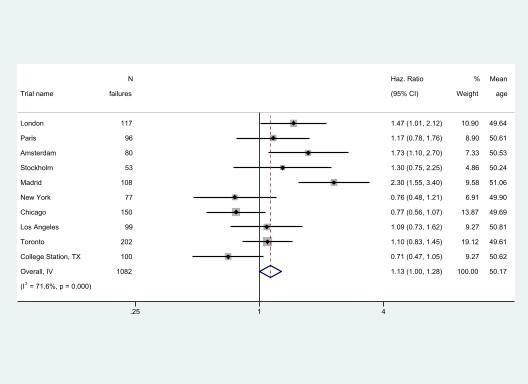 N Haz. Ratio % Mean
Trial name failures (95% CI) Weight age
London 117 1.47 (1.01, 2.12) 10.90 49.64
Paris 96 1.17 (0.78, 1.76) 8.90 50.61
Amsterdam 80 1.73 (1.10, 2.70) 7.33 50.53
Stockholm 53 1.30 (0.75, 2.25) 4.86 50.24
Madrid 108 2.30 (1.55, 3.40) 9.58 51.06
New York 77 0.76 (0.48, 1.21) 6.91 49.90
Chicago 150 0.77 (0.56, 1.07) 13.87 49.69
Los Angeles 99 1.09 (0.73, 1.62) 9.27 50.81
Toronto 202 1.10 (0.83, 1.45) 19.12 49.61
College Station, TX 100 0.71 (0.47, 1.05) 9.27 50.62
Overall, IV 1082 1.13 (1.00, 1.28) 100.00 50.17
(I² = 71.6%, p = 0.000)
.25 1 4